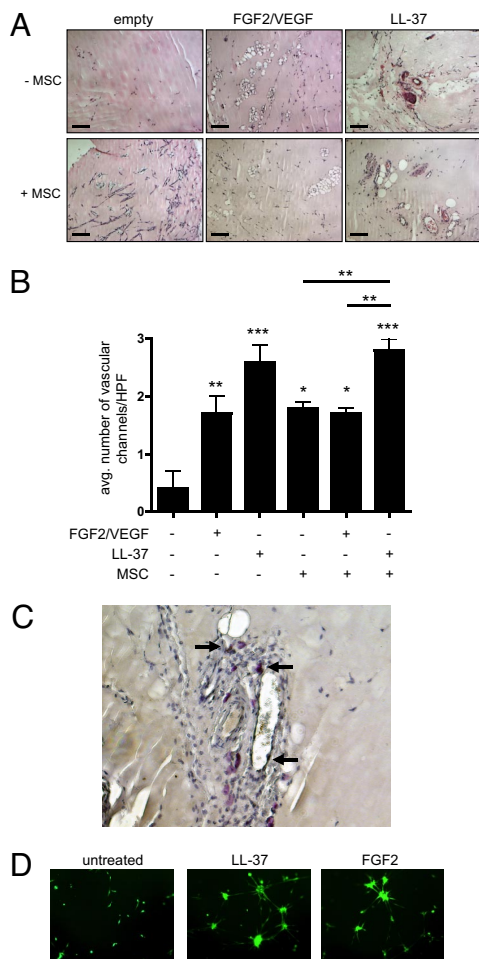 A
empty FGF2/VEGF LL-37
- MSC
+ MSC
B
**
**
*** ***
** * *
3
2
1
0
avg. number of vascular
channels/HPF
FGF2/VEGF - + - - + -
LL-37 - - + - - +
MSC - - - + + +
C
D
untreated LL-37 FGF2